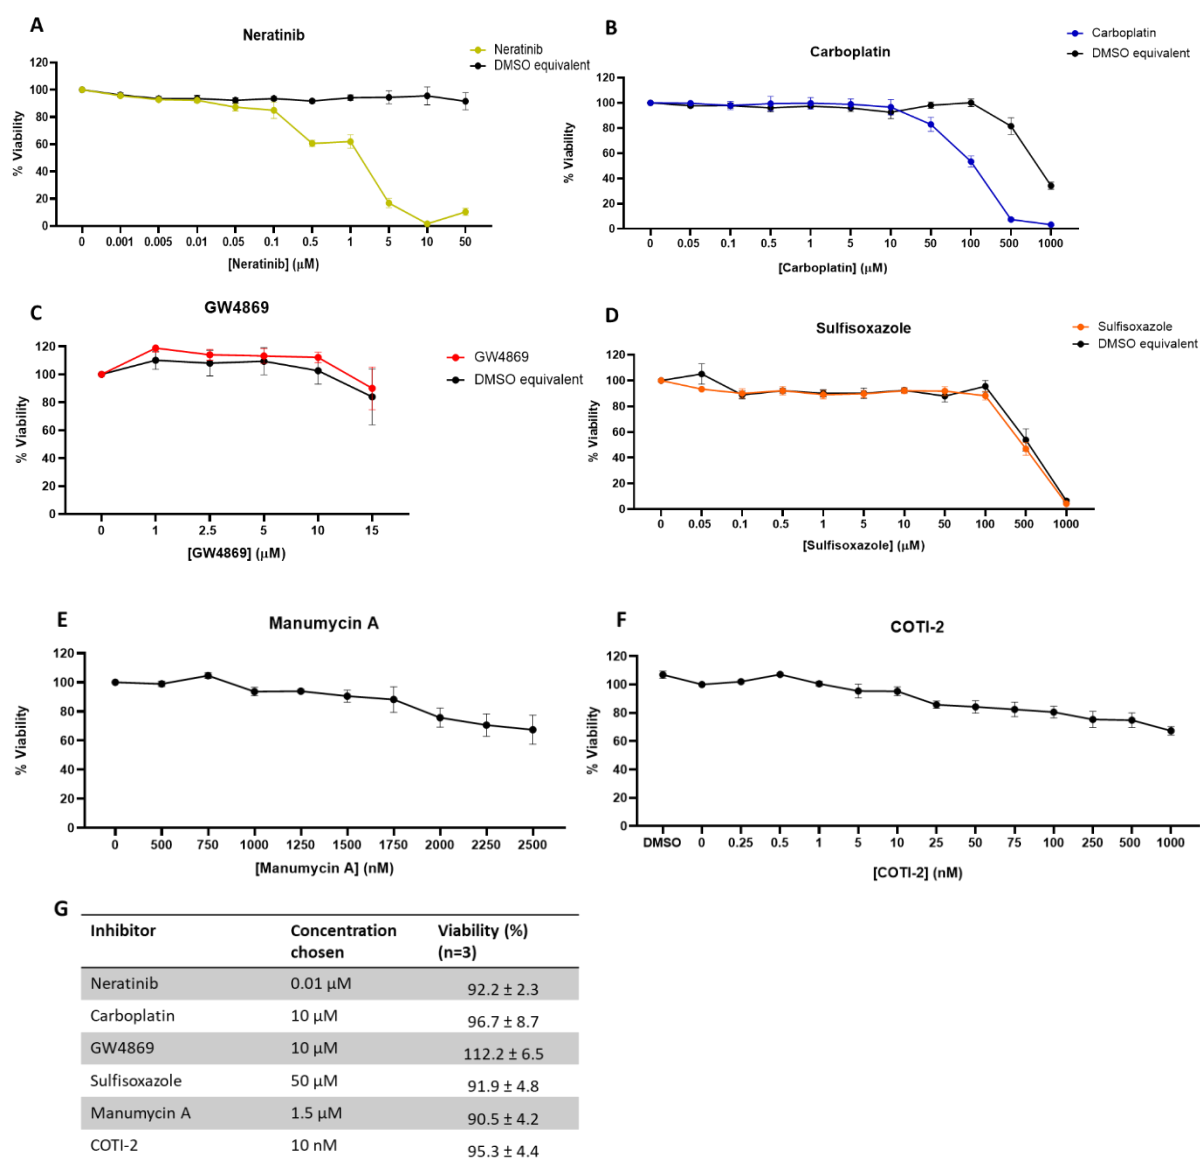 A
Neratinib
Neratinib
DMSO equivalent
% Viability
120
100
80
60
40
20
0
0 0.001 0.005 0.01 0.05 0.1 0.5 1 5 10 50
[Neratinib] (μM)
B
Carboplatin
Carboplatin
DMSO equivalent
% Viability
120
100
80
60
40
20
0
0 0.05 0.1 0.5 1 5 10 50 100 500 1000
[Carboplatin] (μM)
C
GW4869
GW4869
DMSO equivalent
% Viability
120
100
80
60
40
20
0
0 1 2.5 5 10 15
[GW4869] (μM)
D
Sulfisoxazole
Sulfisoxazole
DMSO equivalent
% Viability
120
100
80
60
40
20
0
0 0.05 0.1 0.5 1 5 10 50 100 500 1000
[Sulfisoxazole] (μM)
E
Manumycin A
% Viability
120
100
80
60
40
20
0
0 500 750 1000 1250 1500 1750 2000 2250 2500
[Manumycin A] (nM)
F
COTI-2
% Viability
120
100
80
60
40
20
0
DMSO 0 0.25 0.5 1 5 10 25 50 75 100 250 500 1000
[COTI-2] (nM)
G
Inhibitor Concentration chosen Viability (%) (n=3)
Neratinib 0.01 μM 92.2 ± 2.3
Carboplatin 10 μM 96.7 ± 8.7
GW4869 10 μM 112.2 ± 6.5
Sulfisoxazole 50 μM 91.9 ± 4.8
Manumycin A 1.5 μM 90.5 ± 4.2
COTI-2 10 nM 95.3 ± 4.4